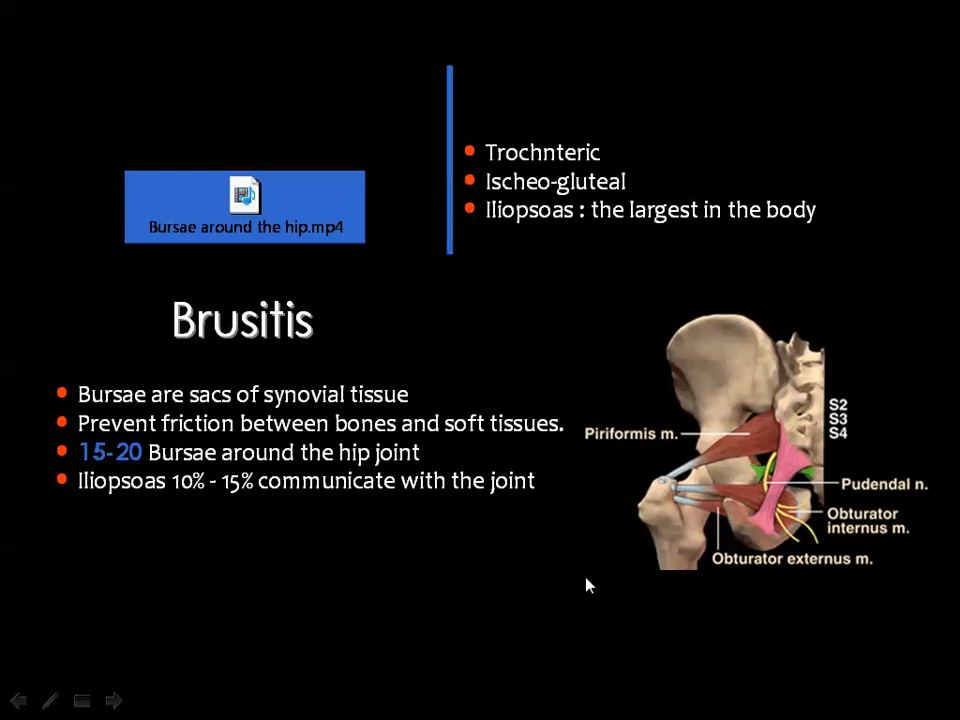 Trochnteric
Ischeo-gluteal
Iliopsoas : the largest in the body
Bursae around the hip.mp4
Brusitis
Bursae are sacs of synovial tissue
Prevent friction between bones and soft tissues.
15-20 Bursae around the hip joint
Iliopsoas 10% - 15% communicate with the joint
S2
S3
S4
Piriformis m.
Pudendal n.
Obturator
internus m.
Obturator externus m.